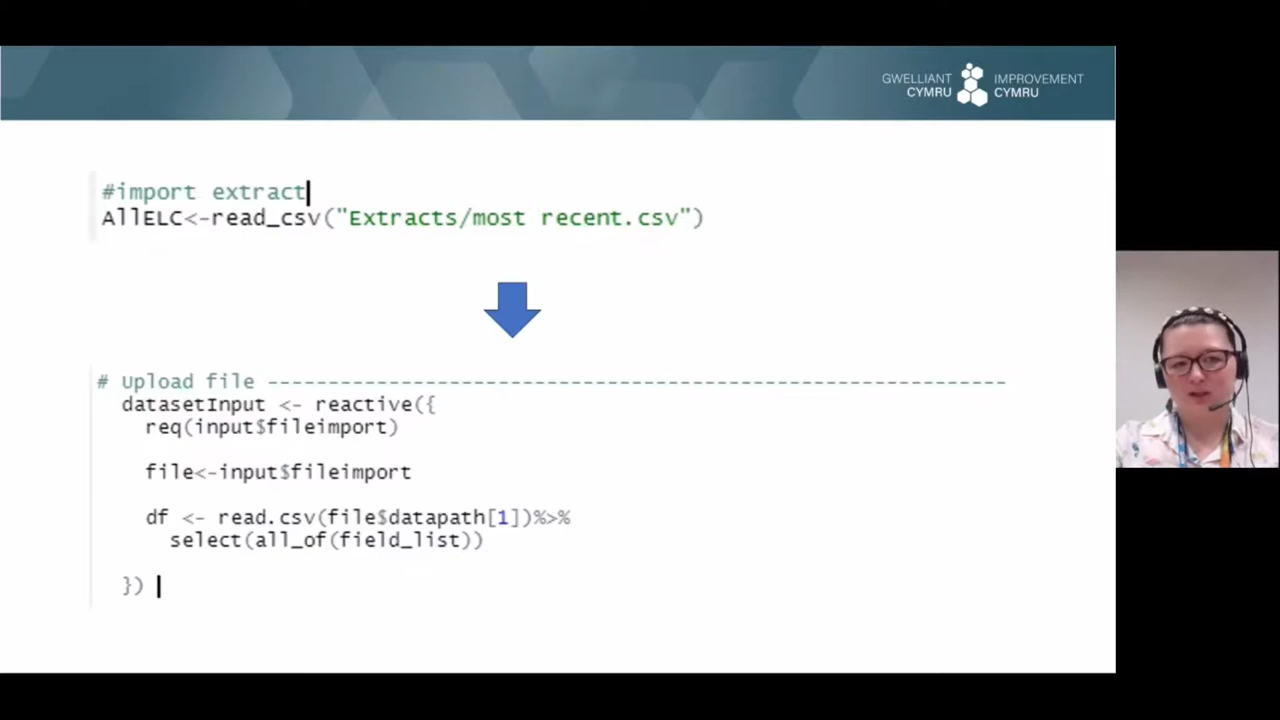 GWELLIANT
CYMRU
IMPROVEMENT
CYMRU
#import extract
AllELC<-read_csv("Extracts/most recent.csv")
# Upload file -------------------------------------------------------------
datasetInput <- reactive({
req(input$fileimport)
file<-input$fileimport
df <- read.csv(file$datapath[1])%>%
select(all_of(field_list))
})